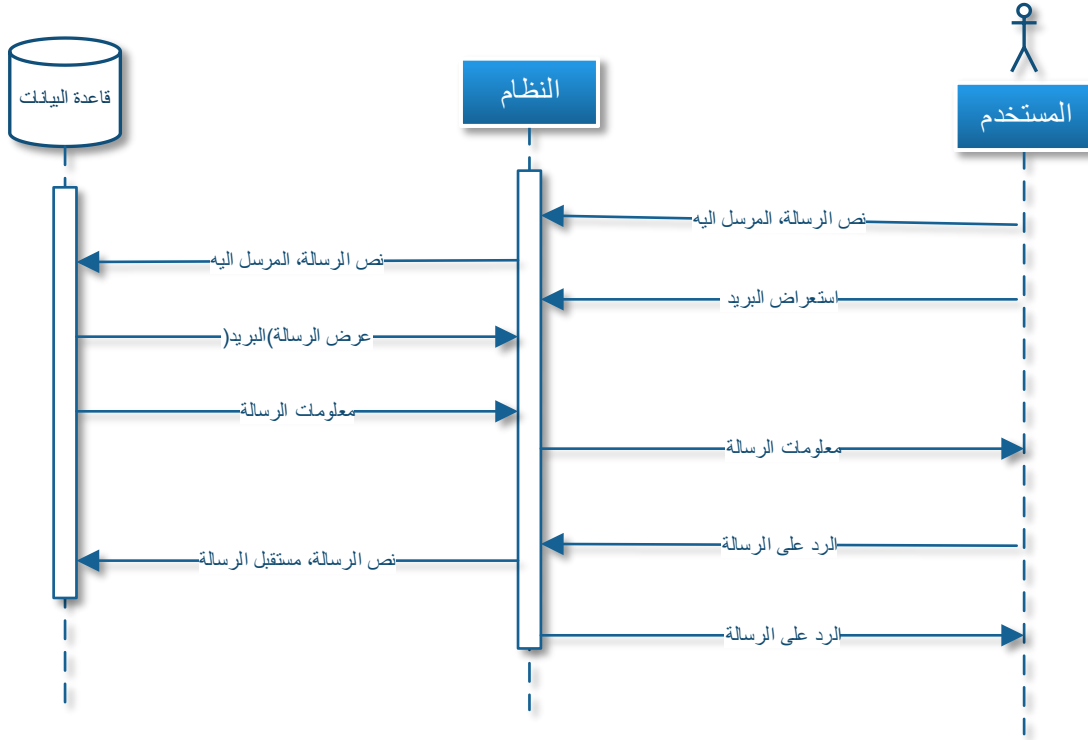 المستخدم
النظام
قاعدة البيانات
نص الرسالة، المرسل اليه
نص الرسالة، المرسل اليه
استعراض البريد
عرض الرسالة)البريد(
معلومات الرسالة
معلومات الرسالة
الرد على الرسالة
نص الرسالة، مستقبل الرسالة
الرد على الرسالة